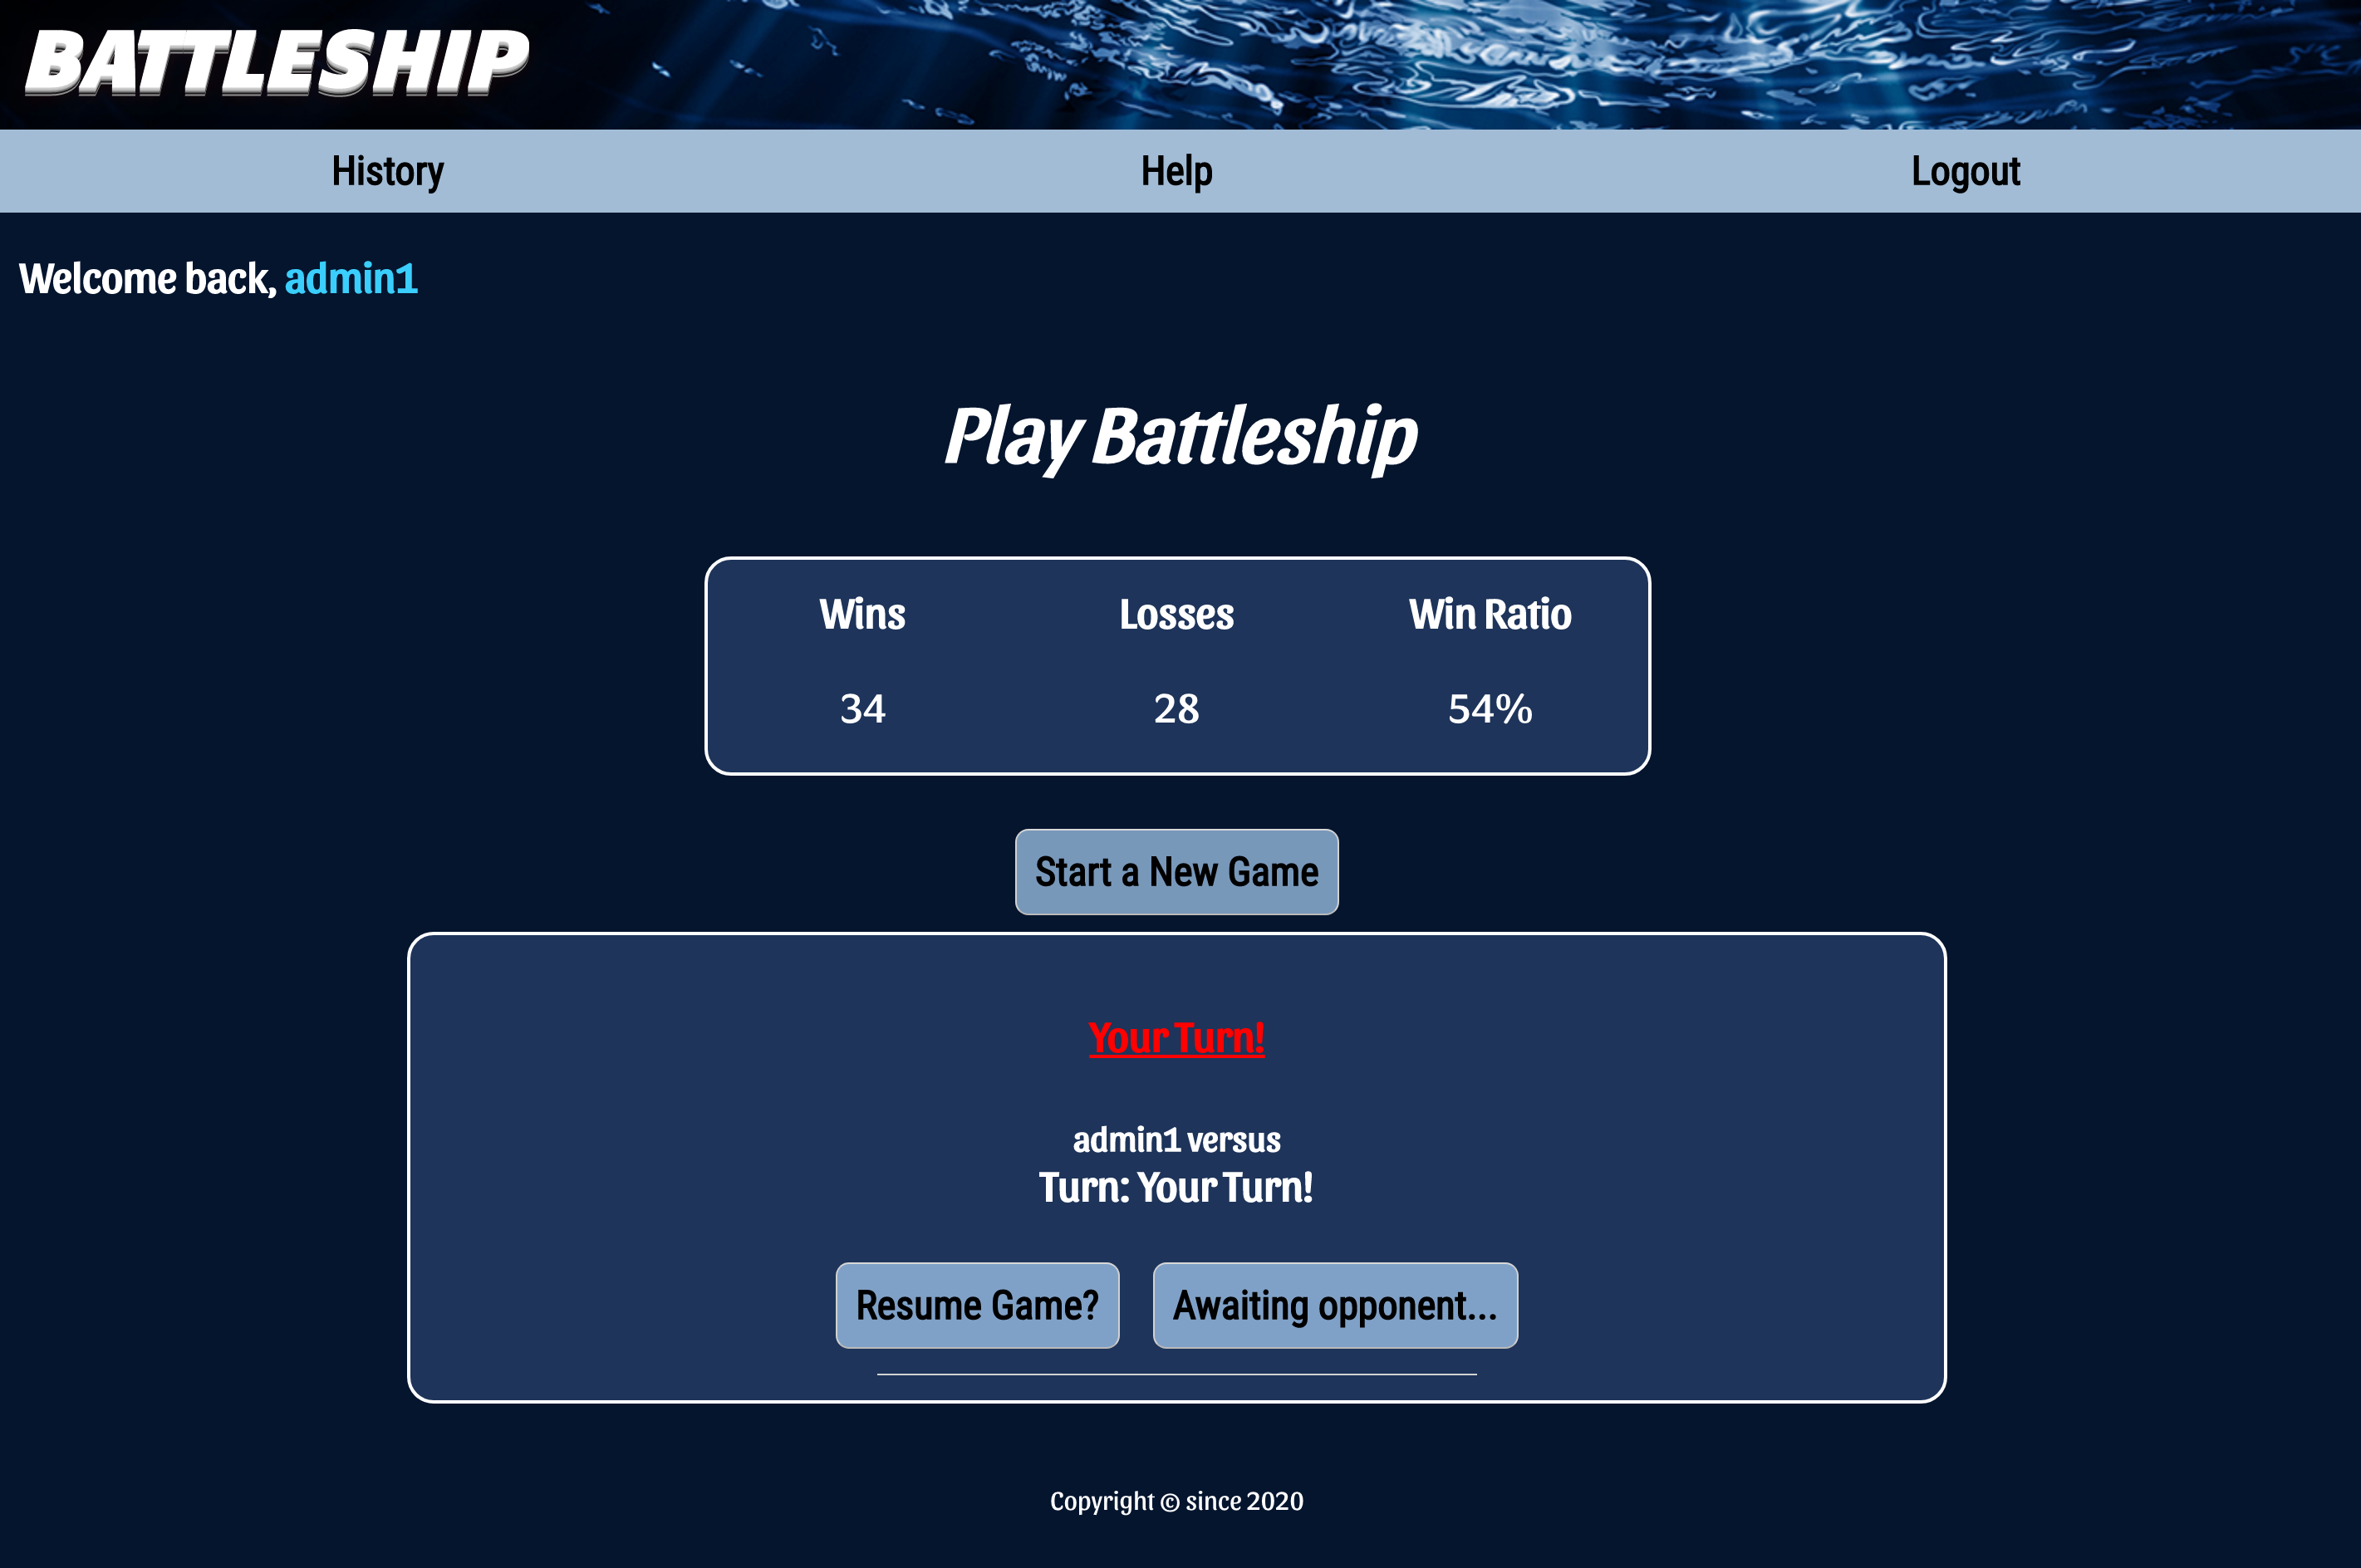 BATTLESHIP
History Help Logout
Welcome back, admin1
Play Battleship
Wins Losses Win Ratio
34 28 54%
Start a New Game
Your Turn!
admin1 versus
Turn: Your Turn!
Resume Game? Awaiting opponent...
Copyright © since 2020